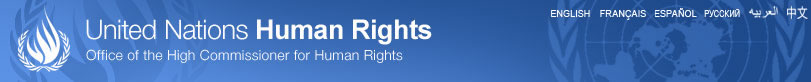 United Nations Human Rights
Office of the High Commissioner for Human Rights
ENGLISH FRANÇAIS ESPAÑOL РУССКИЙ العربية 中文